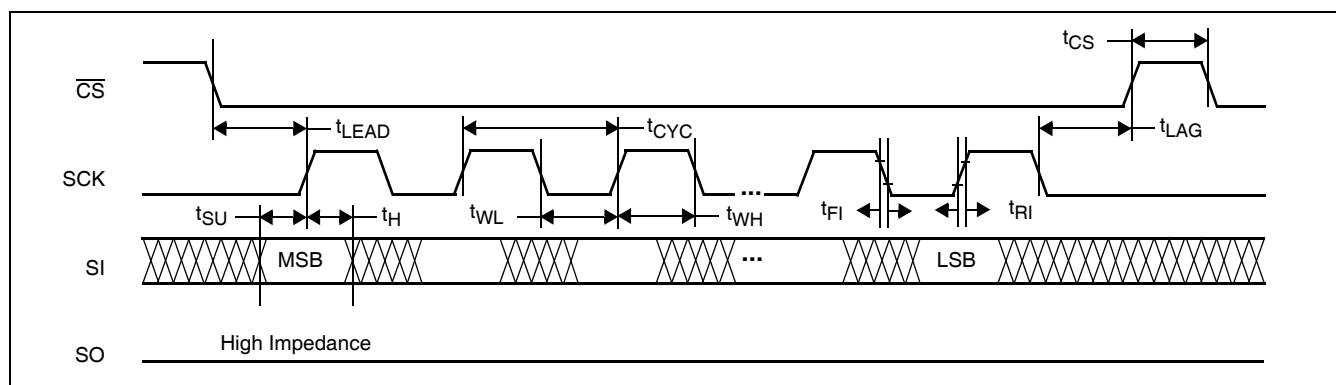 tCS
CS
tLEAD
tCYC
tLAG
SCK
...
tSU
tH
tWL
tWH
tFI
tRI
SI
MSB
...
LSB
High Impedance
SO